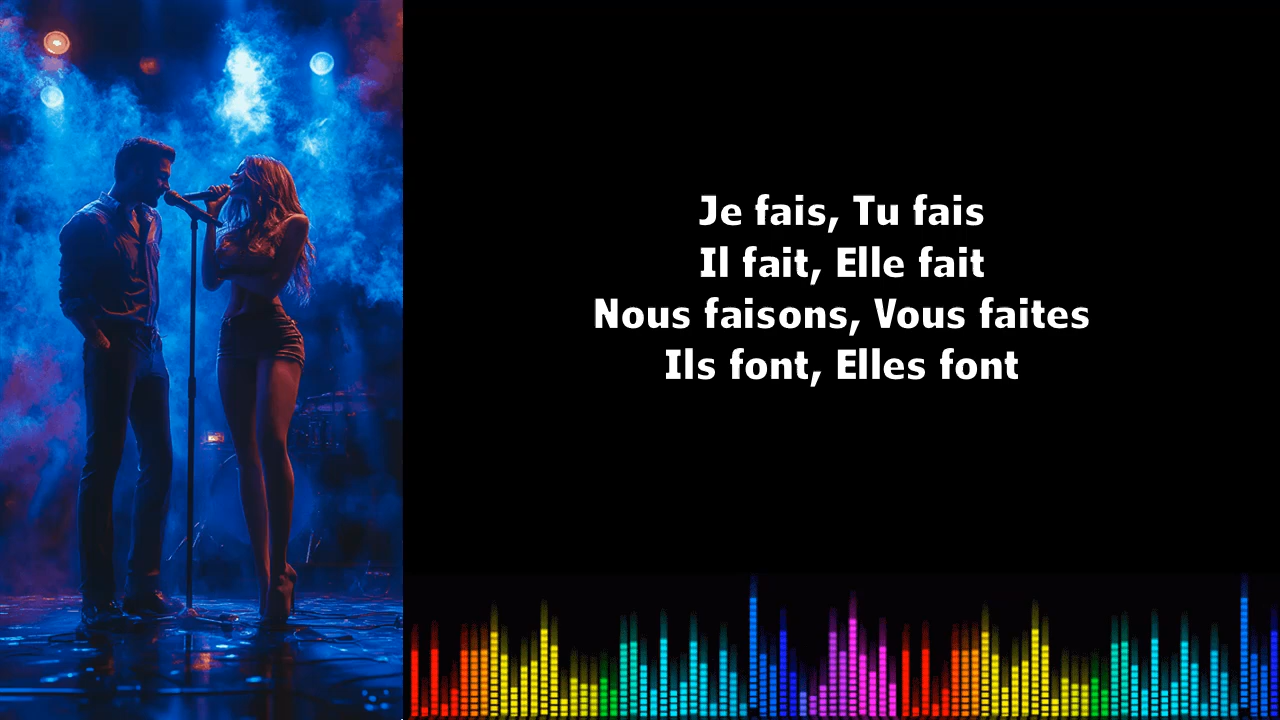 Je fais, Tu fais
Il fait, Elle fait
Nous faisons, Vous faites
Ils font, Elles font